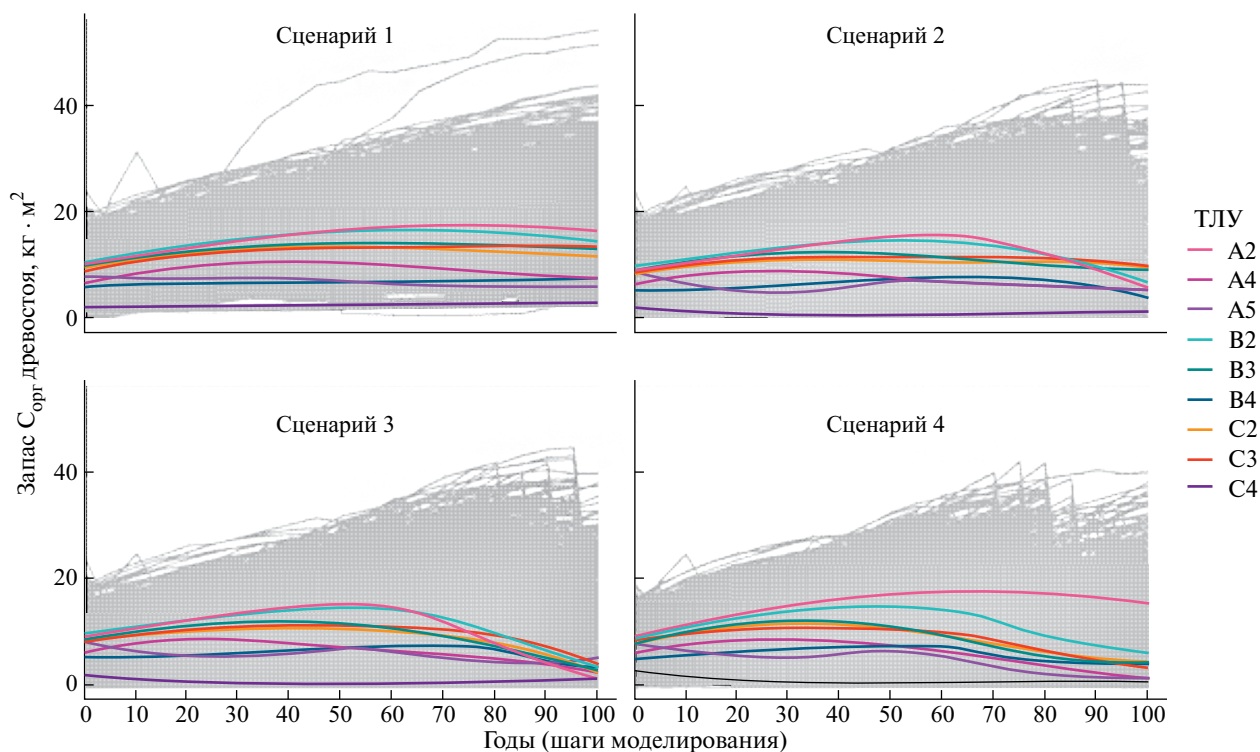 Сценарий 1
Сценарий 2
40
20
0
Сценарий 3
Сценарий 4
40
20
0
0 10 20 30 40 50 60 70 80 90 100
0 10 20 30 40 50 60 70 80 90 100
Запас Cорг древостоя, кг · м²
Годы (шаги моделирования)
ТЛУ
A2
A4
A5
B2
B3
B4
C2
C3
C4